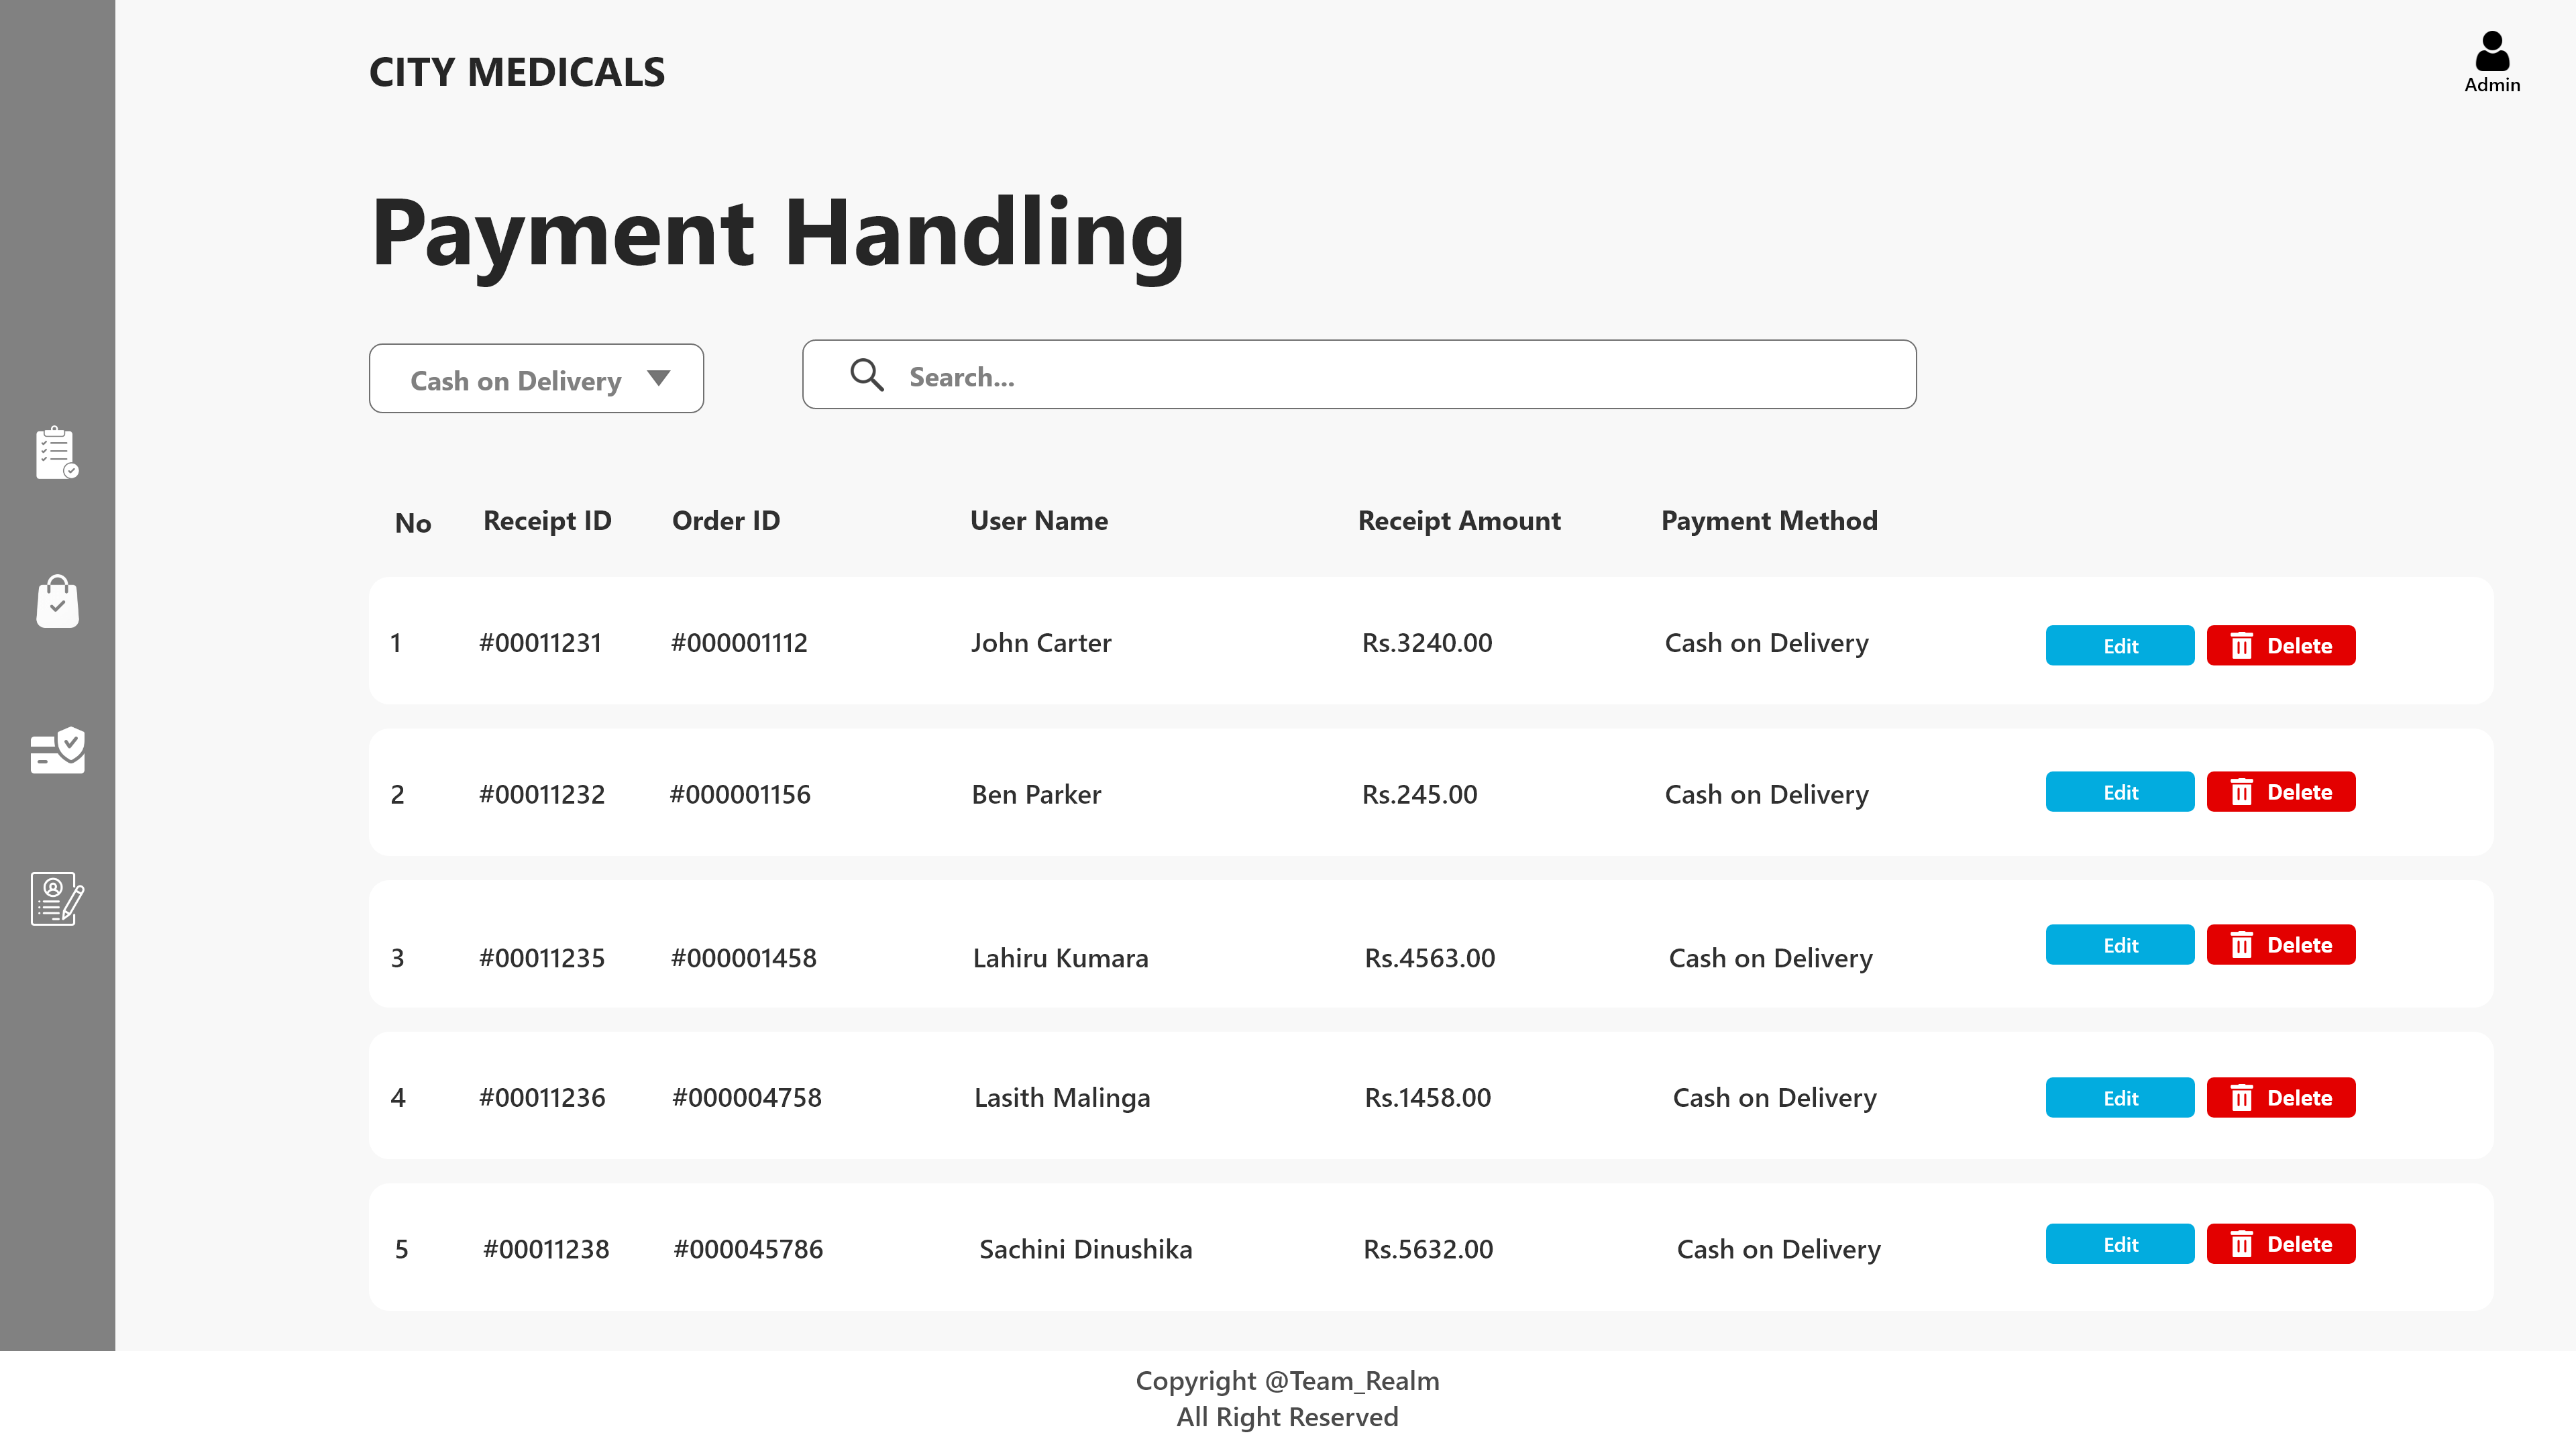 CITY MEDICALS
Admin
Payment Handling
Cash on Delivery
Search...
No Receipt ID Order ID User Name Receipt Amount Payment Method
1 #00011231 #000001112 John Carter Rs.3240.00 Cash on Delivery Edit Delete
2 #00011232 #000001156 Ben Parker Rs.245.00 Cash on Delivery Edit Delete
3 #00011235 #000001458 Lahiru Kumara Rs.4563.00 Cash on Delivery Edit Delete
4 #00011236 #000004758 Lasith Malinga Rs.1458.00 Cash on Delivery Edit Delete
5 #00011238 #000045786 Sachini Dinushika Rs.5632.00 Cash on Delivery Edit Delete
Copyright @Team_Realm
All Right Reserved